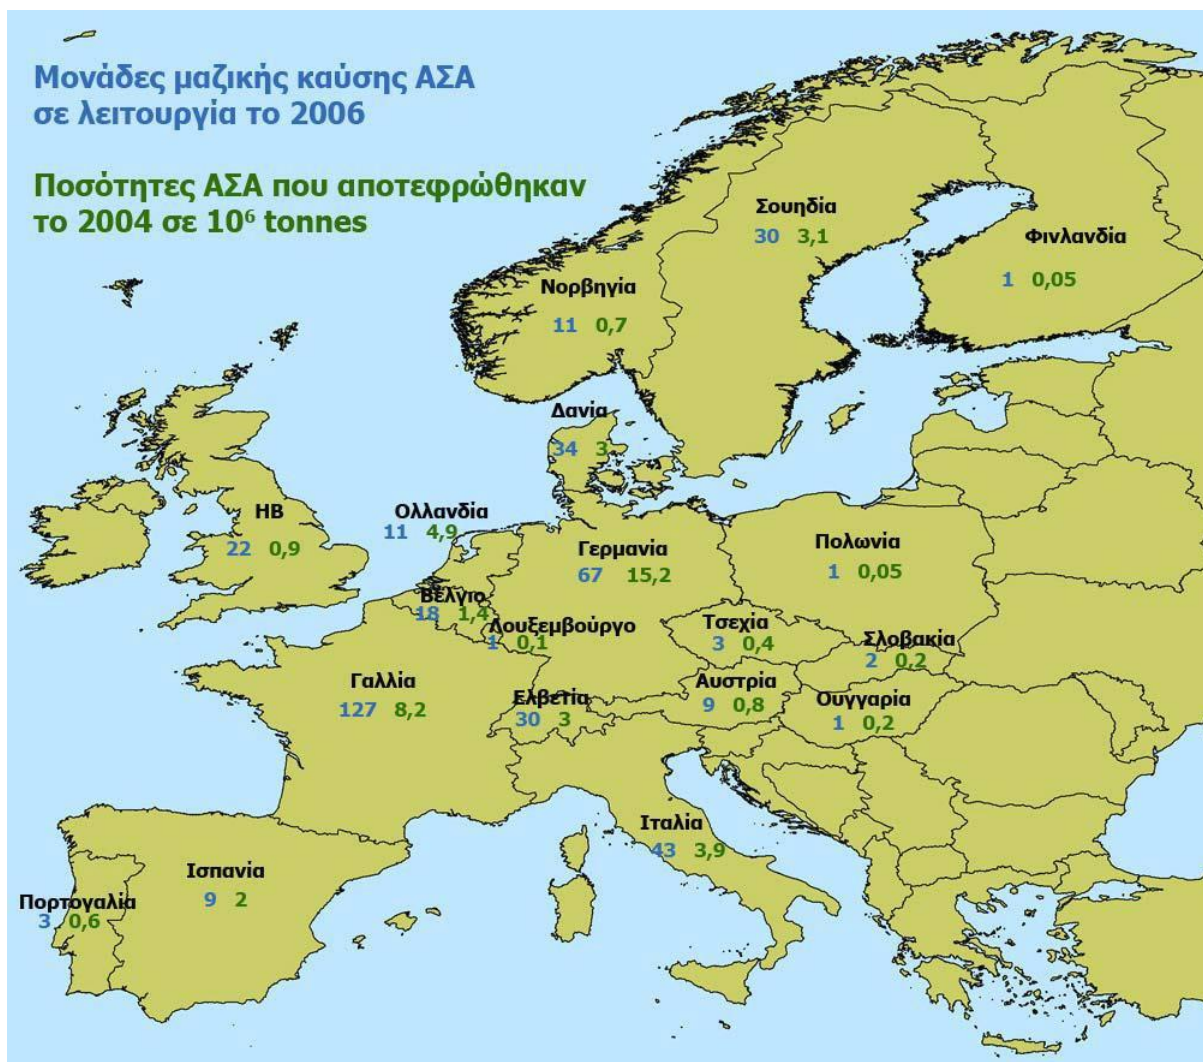 Μονάδες μαζικής καύσης ΑΣΑ
σε λειτουργία το 2006
Ποσότητες ΑΣΑ που αποτεφρώθηκαν
το 2004 σε 10⁶ tonnes
Σουηδία
30 3,1
Φινλανδία
1 0,05
Νορβηγία
11 0,7
Δανία
34 3
ΗΒ
22 0,9
Ολλανδία
11 4,9
Γερμανία
67 15,2
Πολωνία
1 0,05
Βέλγιο
18 1,4
Λουξεμβούργο
1 0,1
Τσεχία
3 0,4
Σλοβακία
2 0,2
Γαλλία
127 8,2
Ελβετία
30 3
Αυστρία
9 0,8
Ουγγαρία
1 0,2
Ιταλία
43 3,9
Ισπανία
9 2
Πορτογαλία
3 0,6